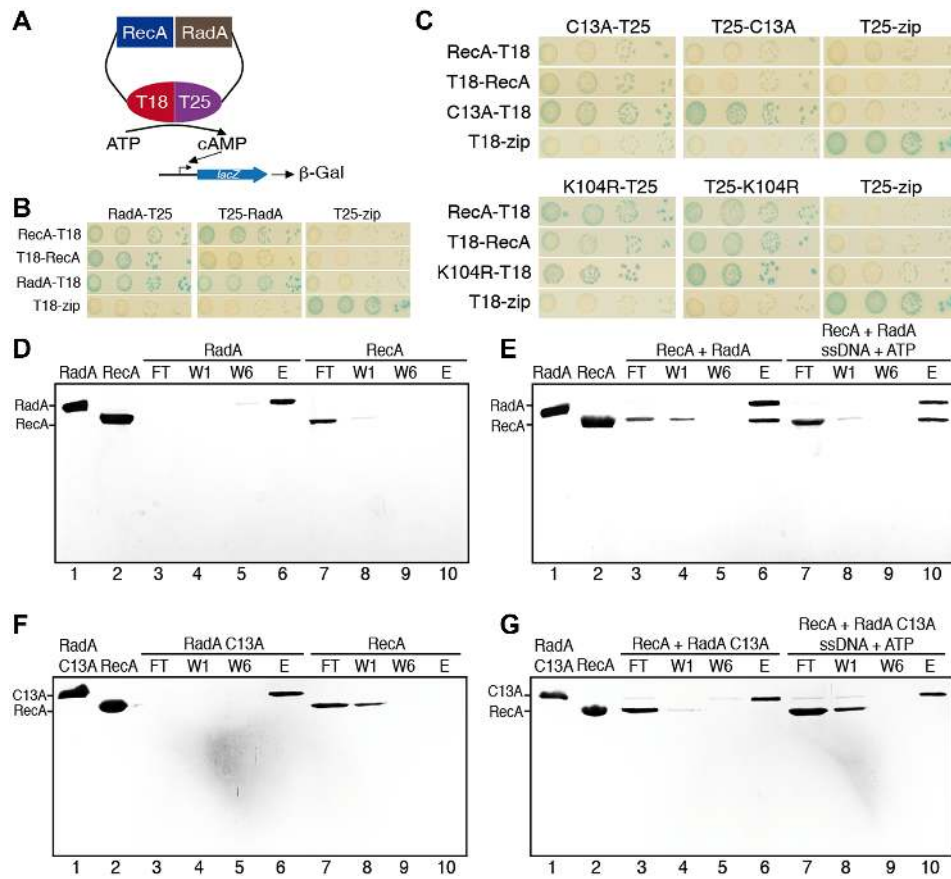 A
RecA RadA
T18 T25
ATP cAMP
lacZ β-Gal
B
RadA-T25 T25-RadA T25-zip
RecA-T18
T18-RecA
RadA-T18
T18-zip
C
C13A-T25 T25-C13A T25-zip
RecA-T18
T18-RecA
C13A-T18
T18-zip
K104R-T25 T25-K104R T25-zip
RecA-T18
T18-RecA
K104R-T18
T18-zip
D
RadA RecA
RadA RecA FT W1 W6 E FT W1 W6 E
RadA
RecA
1 2 3 4 5 6 7 8 9 10
E
RecA + RadA
RecA + RadA ssDNA + ATP
RadA RecA FT W1 W6 E FT W1 W6 E
RadA
RecA
1 2 3 4 5 6 7 8 9 10
F
RadA
RadA C13A RecA
C13A RecA FT W1 W6 E FT W1 W6 E
C13A
RecA
1 2 3 4 5 6 7 8 9 10
G
RecA + RadA C13A
RadA RecA + RadA C13A ssDNA + ATP
C13A RecA FT W1 W6 E FT W1 W6 E
C13A
RecA
1 2 3 4 5 6 7 8 9 10